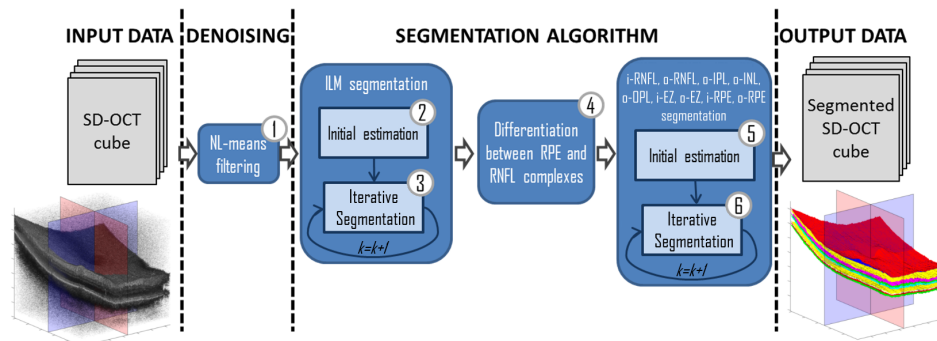 INPUT DATA
DENOISING
SEGMENTATION ALGORITHM
OUTPUT DATA
SD-OCT
cube
1
NL-means
filtering
ILM segmentation
2
Initial estimation
3
Iterative
Segmentation
k=k+1
4
Differentiation
between RPE and
RNFL complexes
i-RNFL, o-RNFL, o-IPL, o-INL,
o-OPL, i-EZ, o-EZ, i-RPE, o-RPE
segmentation
5
Initial estimation
6
Iterative
Segmentation
k=k+1
Segmented
SD-OCT
cube